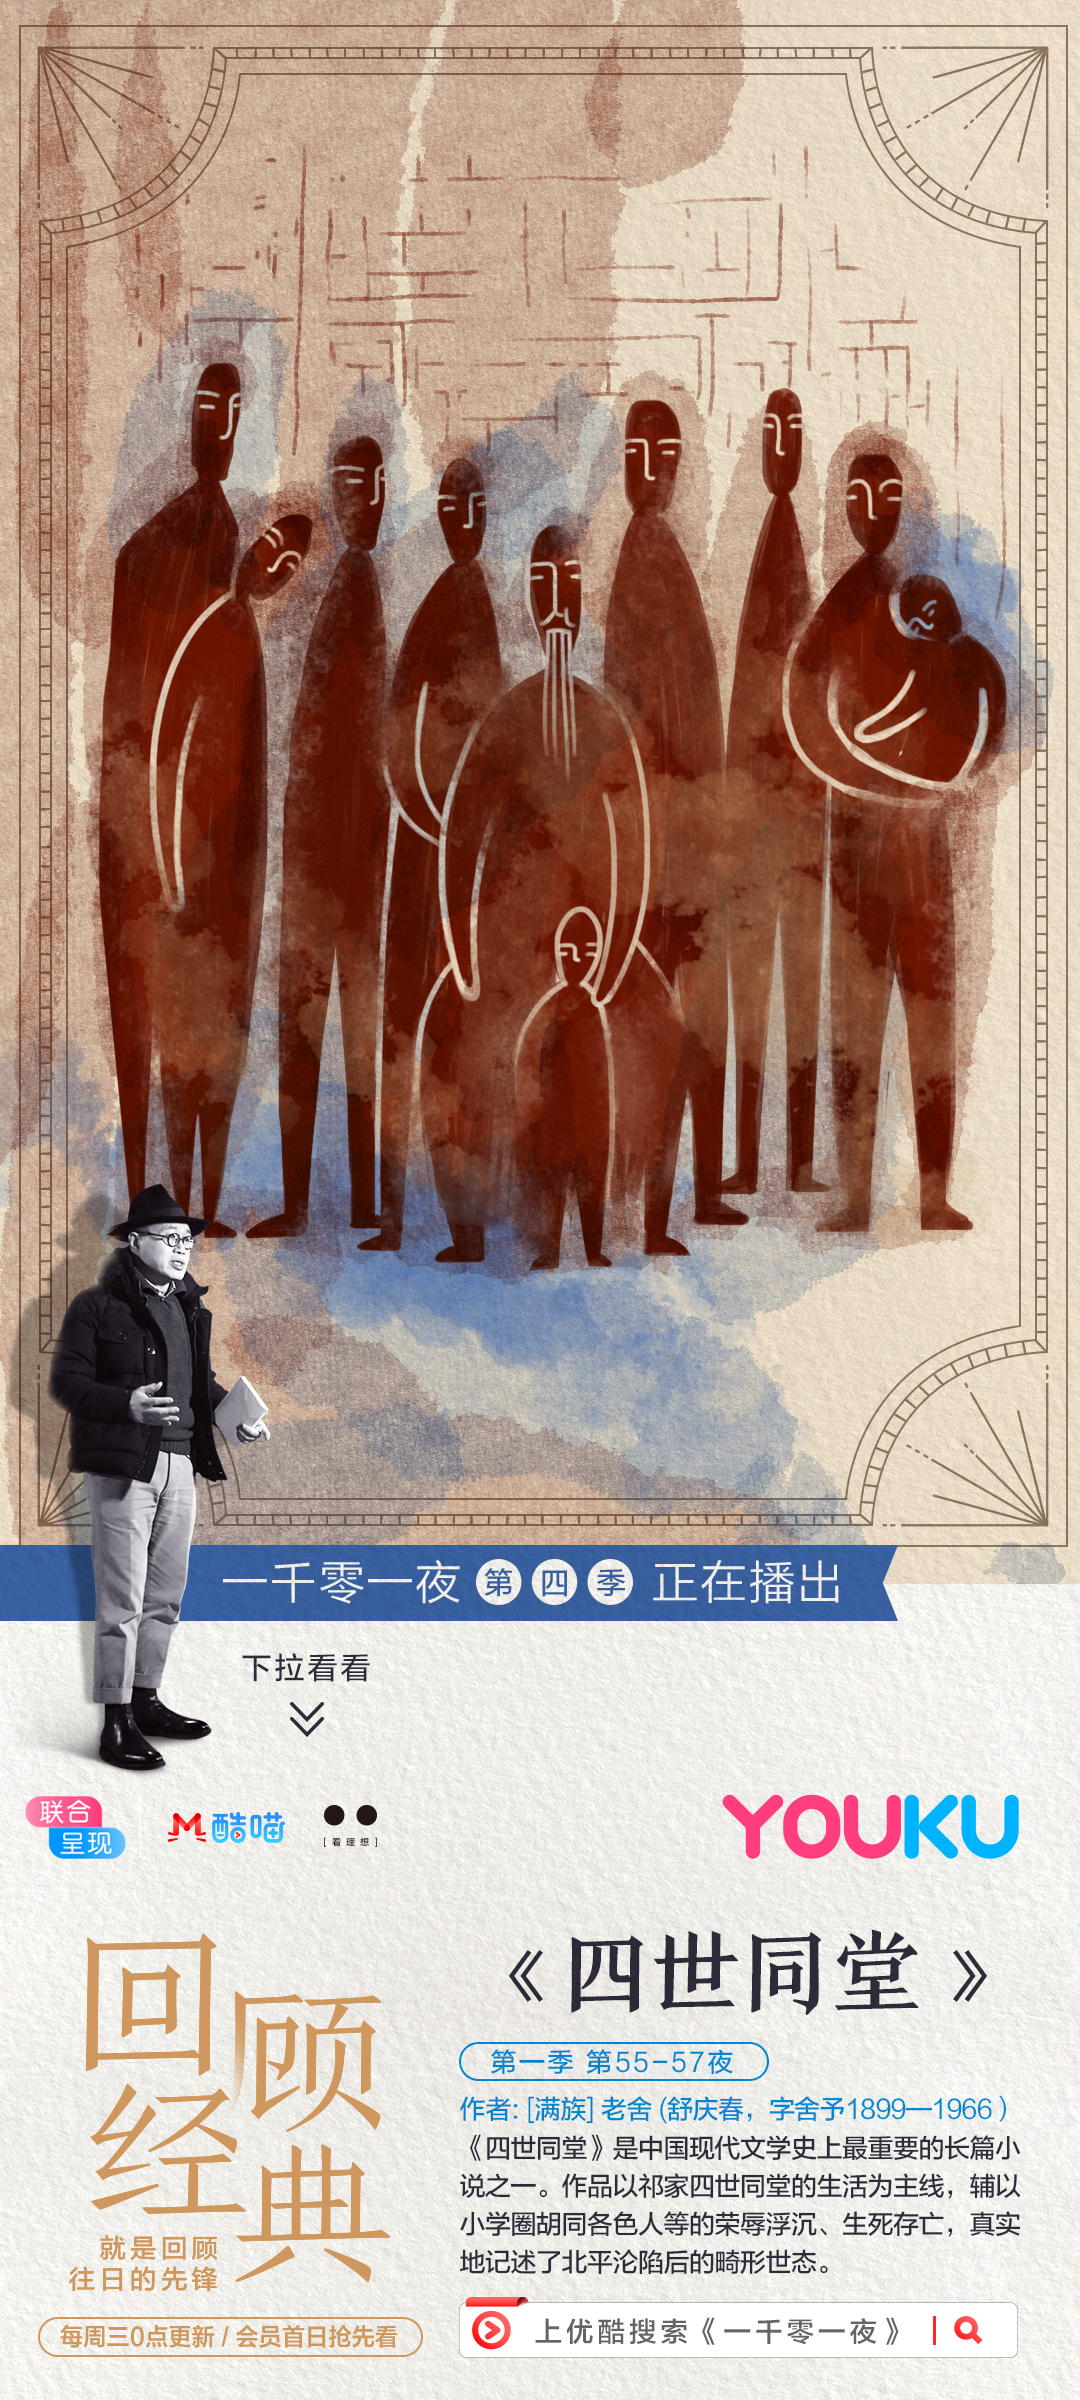 一千零一夜 第四季 正在播出
下拉看看
联合
呈现
酷喵
[看理想]
YOUKU
回顾
经典
就是回顾
往日的先锋
每周三0点更新 / 会员首日抢先看
《四世同堂》
第一季 第55-57夜
作者: [满族] 老舍 (舒庆春，字舍予1899—1966 )
《四世同堂》是中国现代文学史上最重要的长篇小
说之一。作品以祁家四世同堂的生活为主线，辅以
小学圈胡同各色人等的荣辱浮沉、生死存亡，真实
地记述了北平沦陷后的畸形世态。
上优酷搜索《一千零一夜》